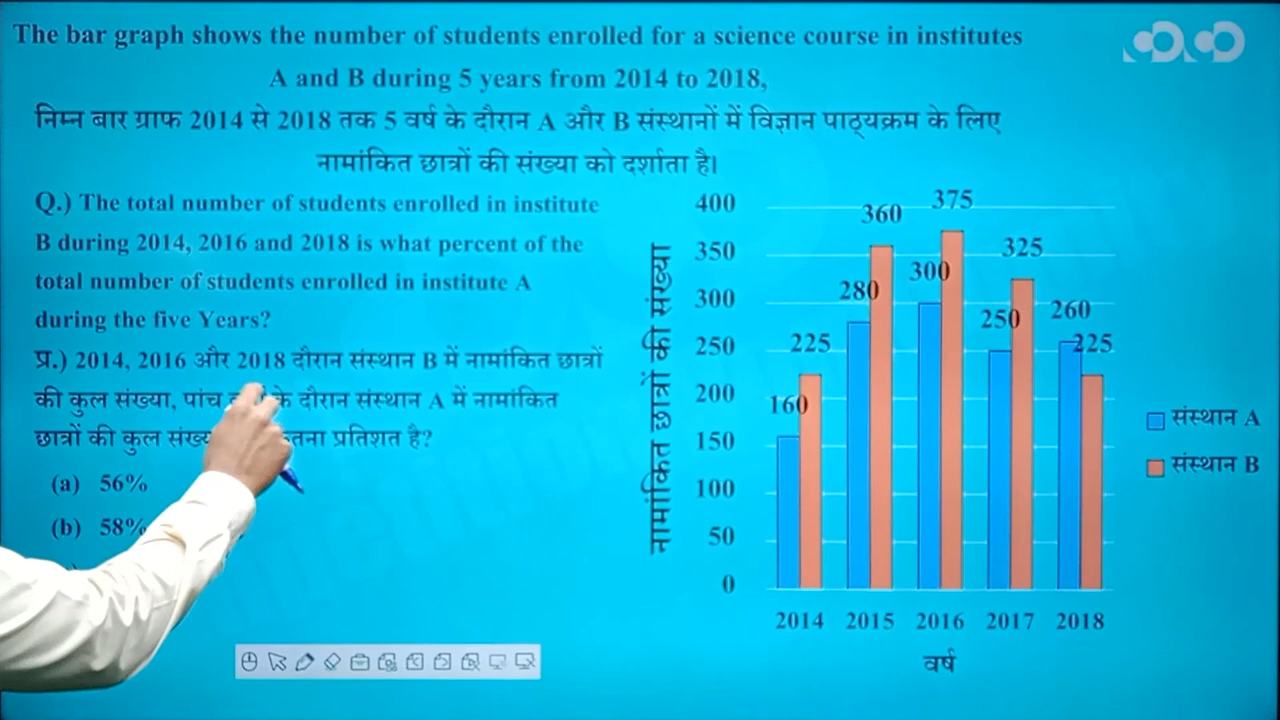 The bar graph shows the number of students enrolled for a science course in institutes
A and B during 5 years from 2014 to 2018,
निम्न बार ग्राफ 2014 से 2018 तक 5 वर्ष के दौरान A और B संस्थानों में विज्ञान पाठ्यक्रम के लिए
नामांकित छात्रों की संख्या को दर्शाता है।
Q.) The total number of students enrolled in institute
B during 2014, 2016 and 2018 is what percent of the
total number of students enrolled in institute A
during the five Years?
प्र.) 2014, 2016 और 2018 दौरान संस्थान B में नामांकित छात्रों
की कुल संख्या, पांच के दौरान संस्थान A में नामांकित
छात्रों की कुल प्रतिशत है?
(a) 56%
(b) 58%
नामांकित छात्रों की संख्या
400
350
300
250
200
150
100
50
0
160
225
280
360
300
375
250
325
260
225
2014 2015 2016 2017 2018
वर्ष
संस्थान A
संस्थान B